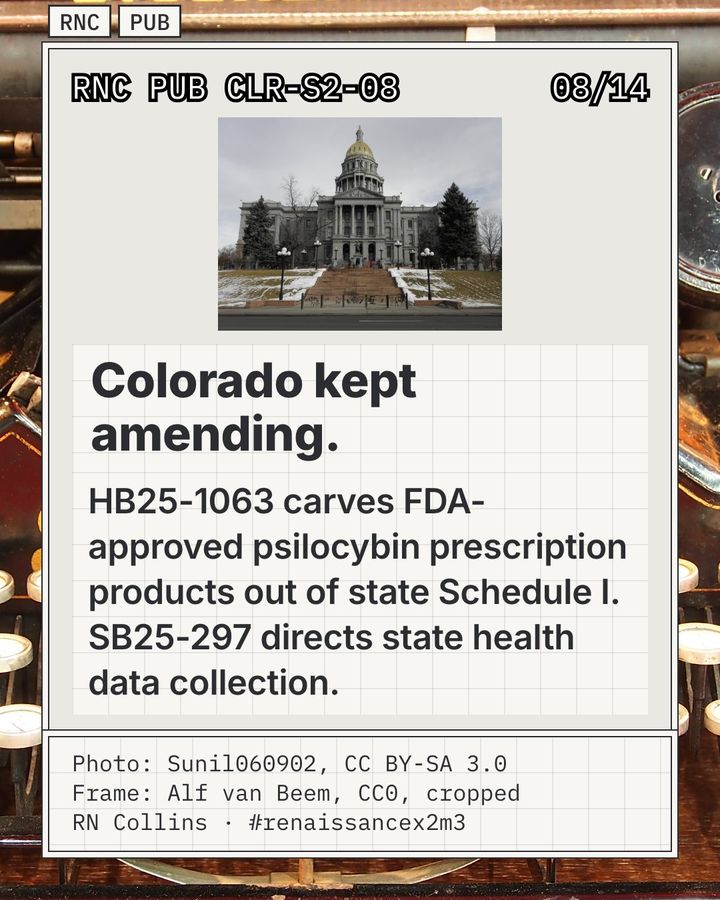 RNC PUB
RNC PUB CLR-S2-08 08/14
Colorado kept
amending.
HB25-1063 carves FDA-
approved psilocybin prescription
products out of state Schedule I.
SB25-297 directs state health
data collection.
Photo: Sunil060902, CC BY-SA 3.0
Frame: Alf van Beem, CC0, cropped
RN Collins · #renaissancex2m3